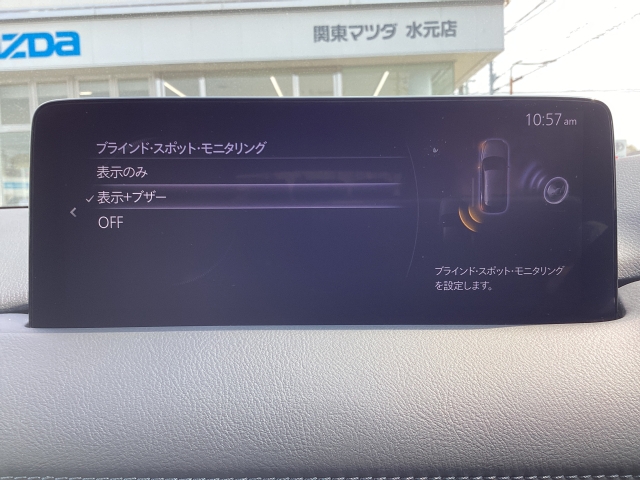 mazDa
関東マツダ 水元店
10:57 am
ブラインド・スポット・モニタリング
表示のみ
表示+ブザー
OFF
ブラインド・スポット・モニタリング
を設定します。